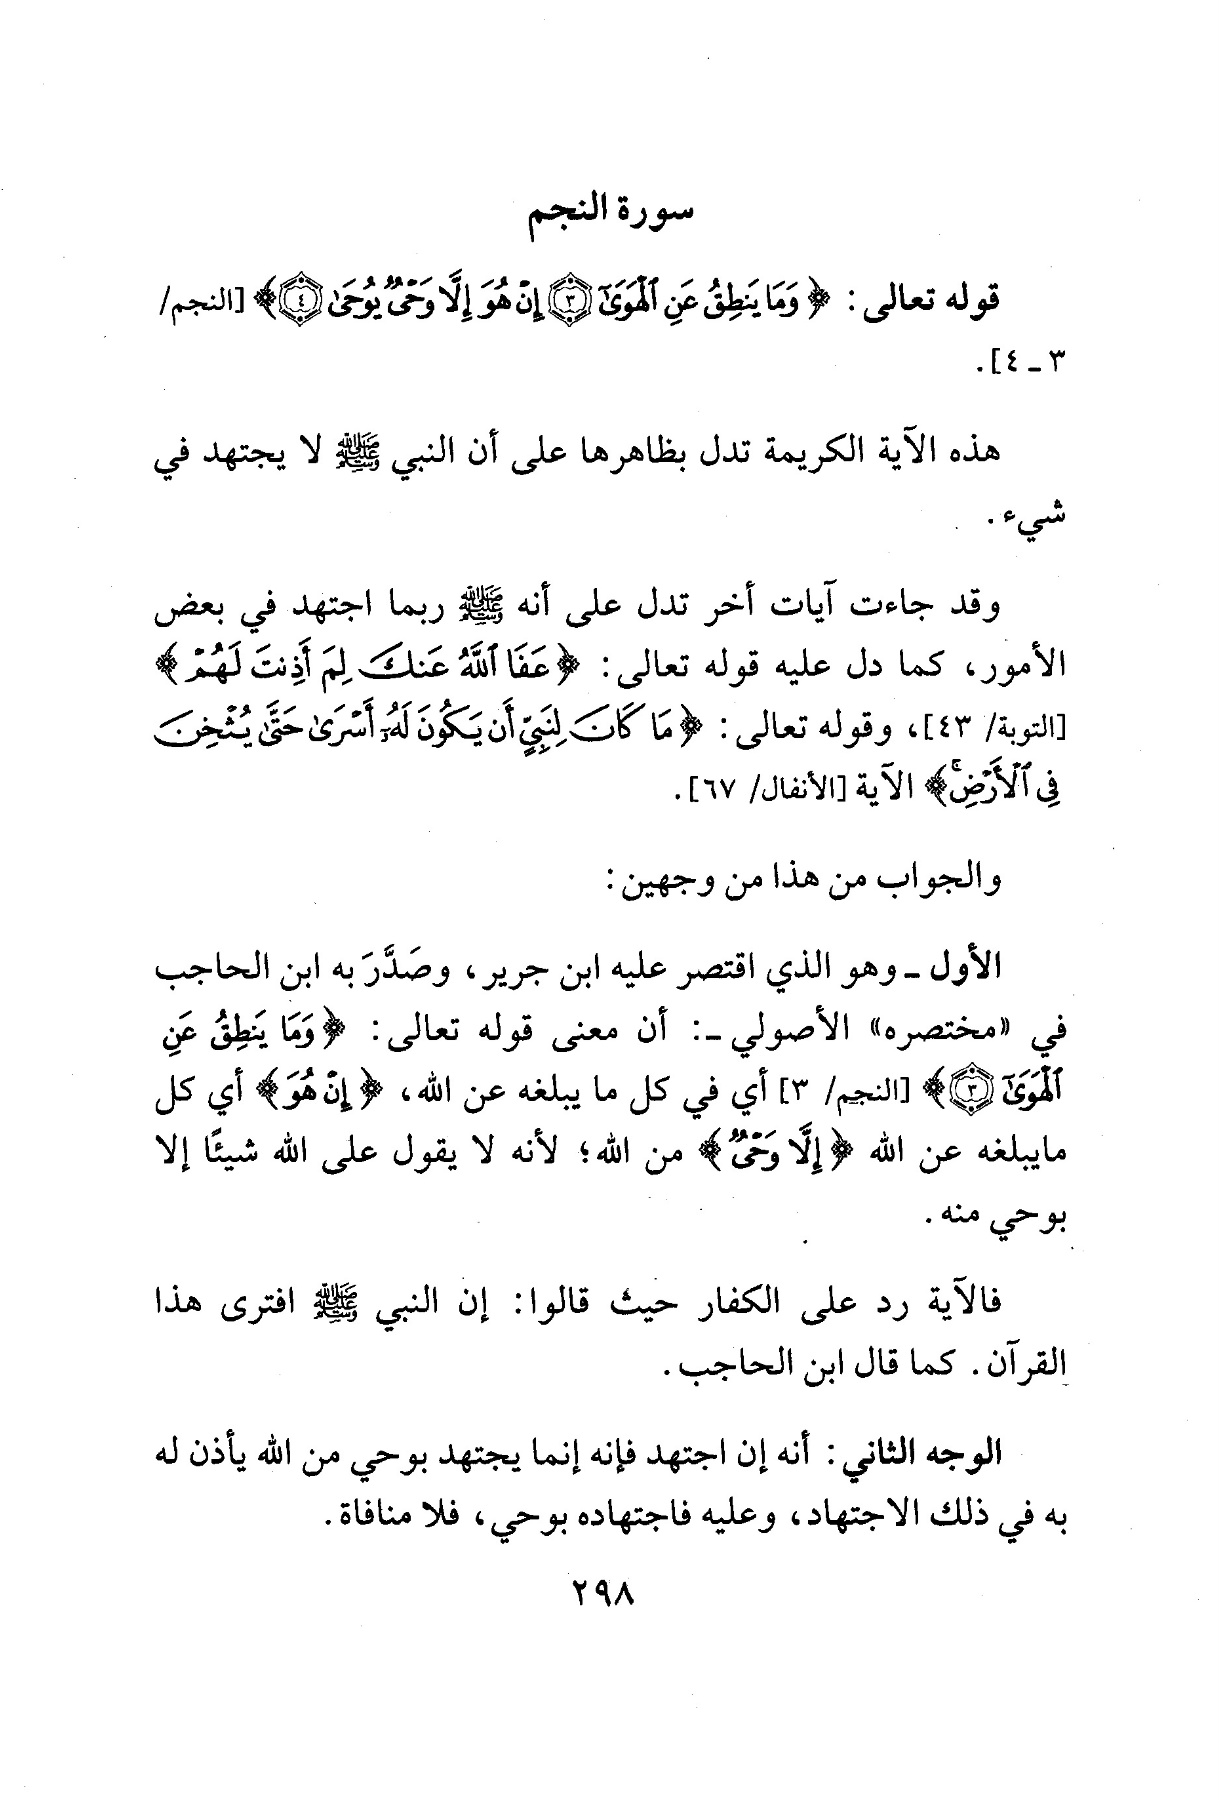 سورة النجم
قوله تعالى: ﴿وَمَا يَنطِقُ عَنِ ٱلْهَوَىٰٓ ۝٣ إِنْ هُوَ إِلَّا وَحْىٌ يُوحَىٰ ۝٤﴾ [النجم/
٣ ـ ٤].
هذه الآية الكريمة تدل بظاهرها على أن النبي ﷺ لا يجتهد في
شيء.
وقد جاءت آيات أخر تدل على أنه ﷺ ربما اجتهد في بعض
الأمور، كما دل عليه قوله تعالى: ﴿عَفَا ٱللَّهُ عَنكَ لِمَ أَذِنتَ لَهُمْ﴾
[التوبة/ ٤٣]، وقوله تعالى: ﴿مَا كَانَ لِنَبِيٍّ أَن يَكُونَ لَهُۥٓ أَسْرَىٰ حَتَّىٰ يُثْخِنَ
فِى ٱلْأَرْضِۚ﴾ الآية [الأنفال/ ٦٧].
والجواب من هذا من وجهين:
الأول ـ وهو الذي اقتصر عليه ابن جرير، وصَدَّرَ به ابن الحاجب
في «مختصره» الأصولي ـ: أن معنى قوله تعالى: ﴿وَمَا يَنطِقُ عَنِ
ٱلْهَوَىٰٓ ۝٣﴾ [النجم/ ٣] أي في كل ما يبلغه عن الله، ﴿إِنْ هُوَ﴾ أي كل
مايبلغه عن الله ﴿إِلَّا وَحْىٌ﴾ من الله؛ لأنه لا يقول على الله شيئًا إلا
بوحي منه.
فالآية رد على الكفار حيث قالوا: إن النبي ﷺ افترى هذا
القرآن. كما قال ابن الحاجب.
الوجه الثاني: أنه إن اجتهد فإنه إنما يجتهد بوحي من الله يأذن له
به في ذلك الاجتهاد، وعليه فاجتهاده بوحي، فلا منافاة.
٢٩٨